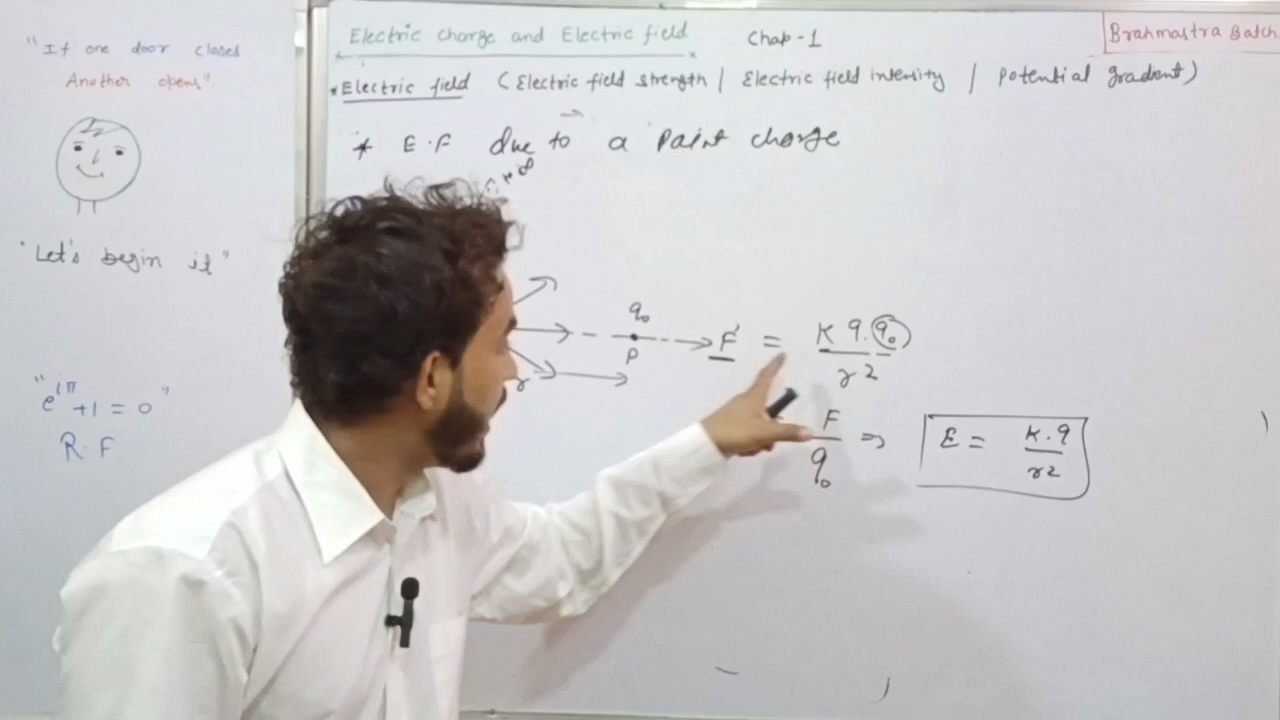 "If one door closes
Another opens".
"Let's begin it"
"e^iπ + 1 = 0"
R.F.
Electric charge and Electric field Chap-1
Brahmastra Batch
* Electric field (Electric field strength / Electric field intensity / potential gradient)
* E.F due to a Point charge
q₀
P
r
F = K q.q₀
r2
F
q₀
⇒ E = K.q
r2